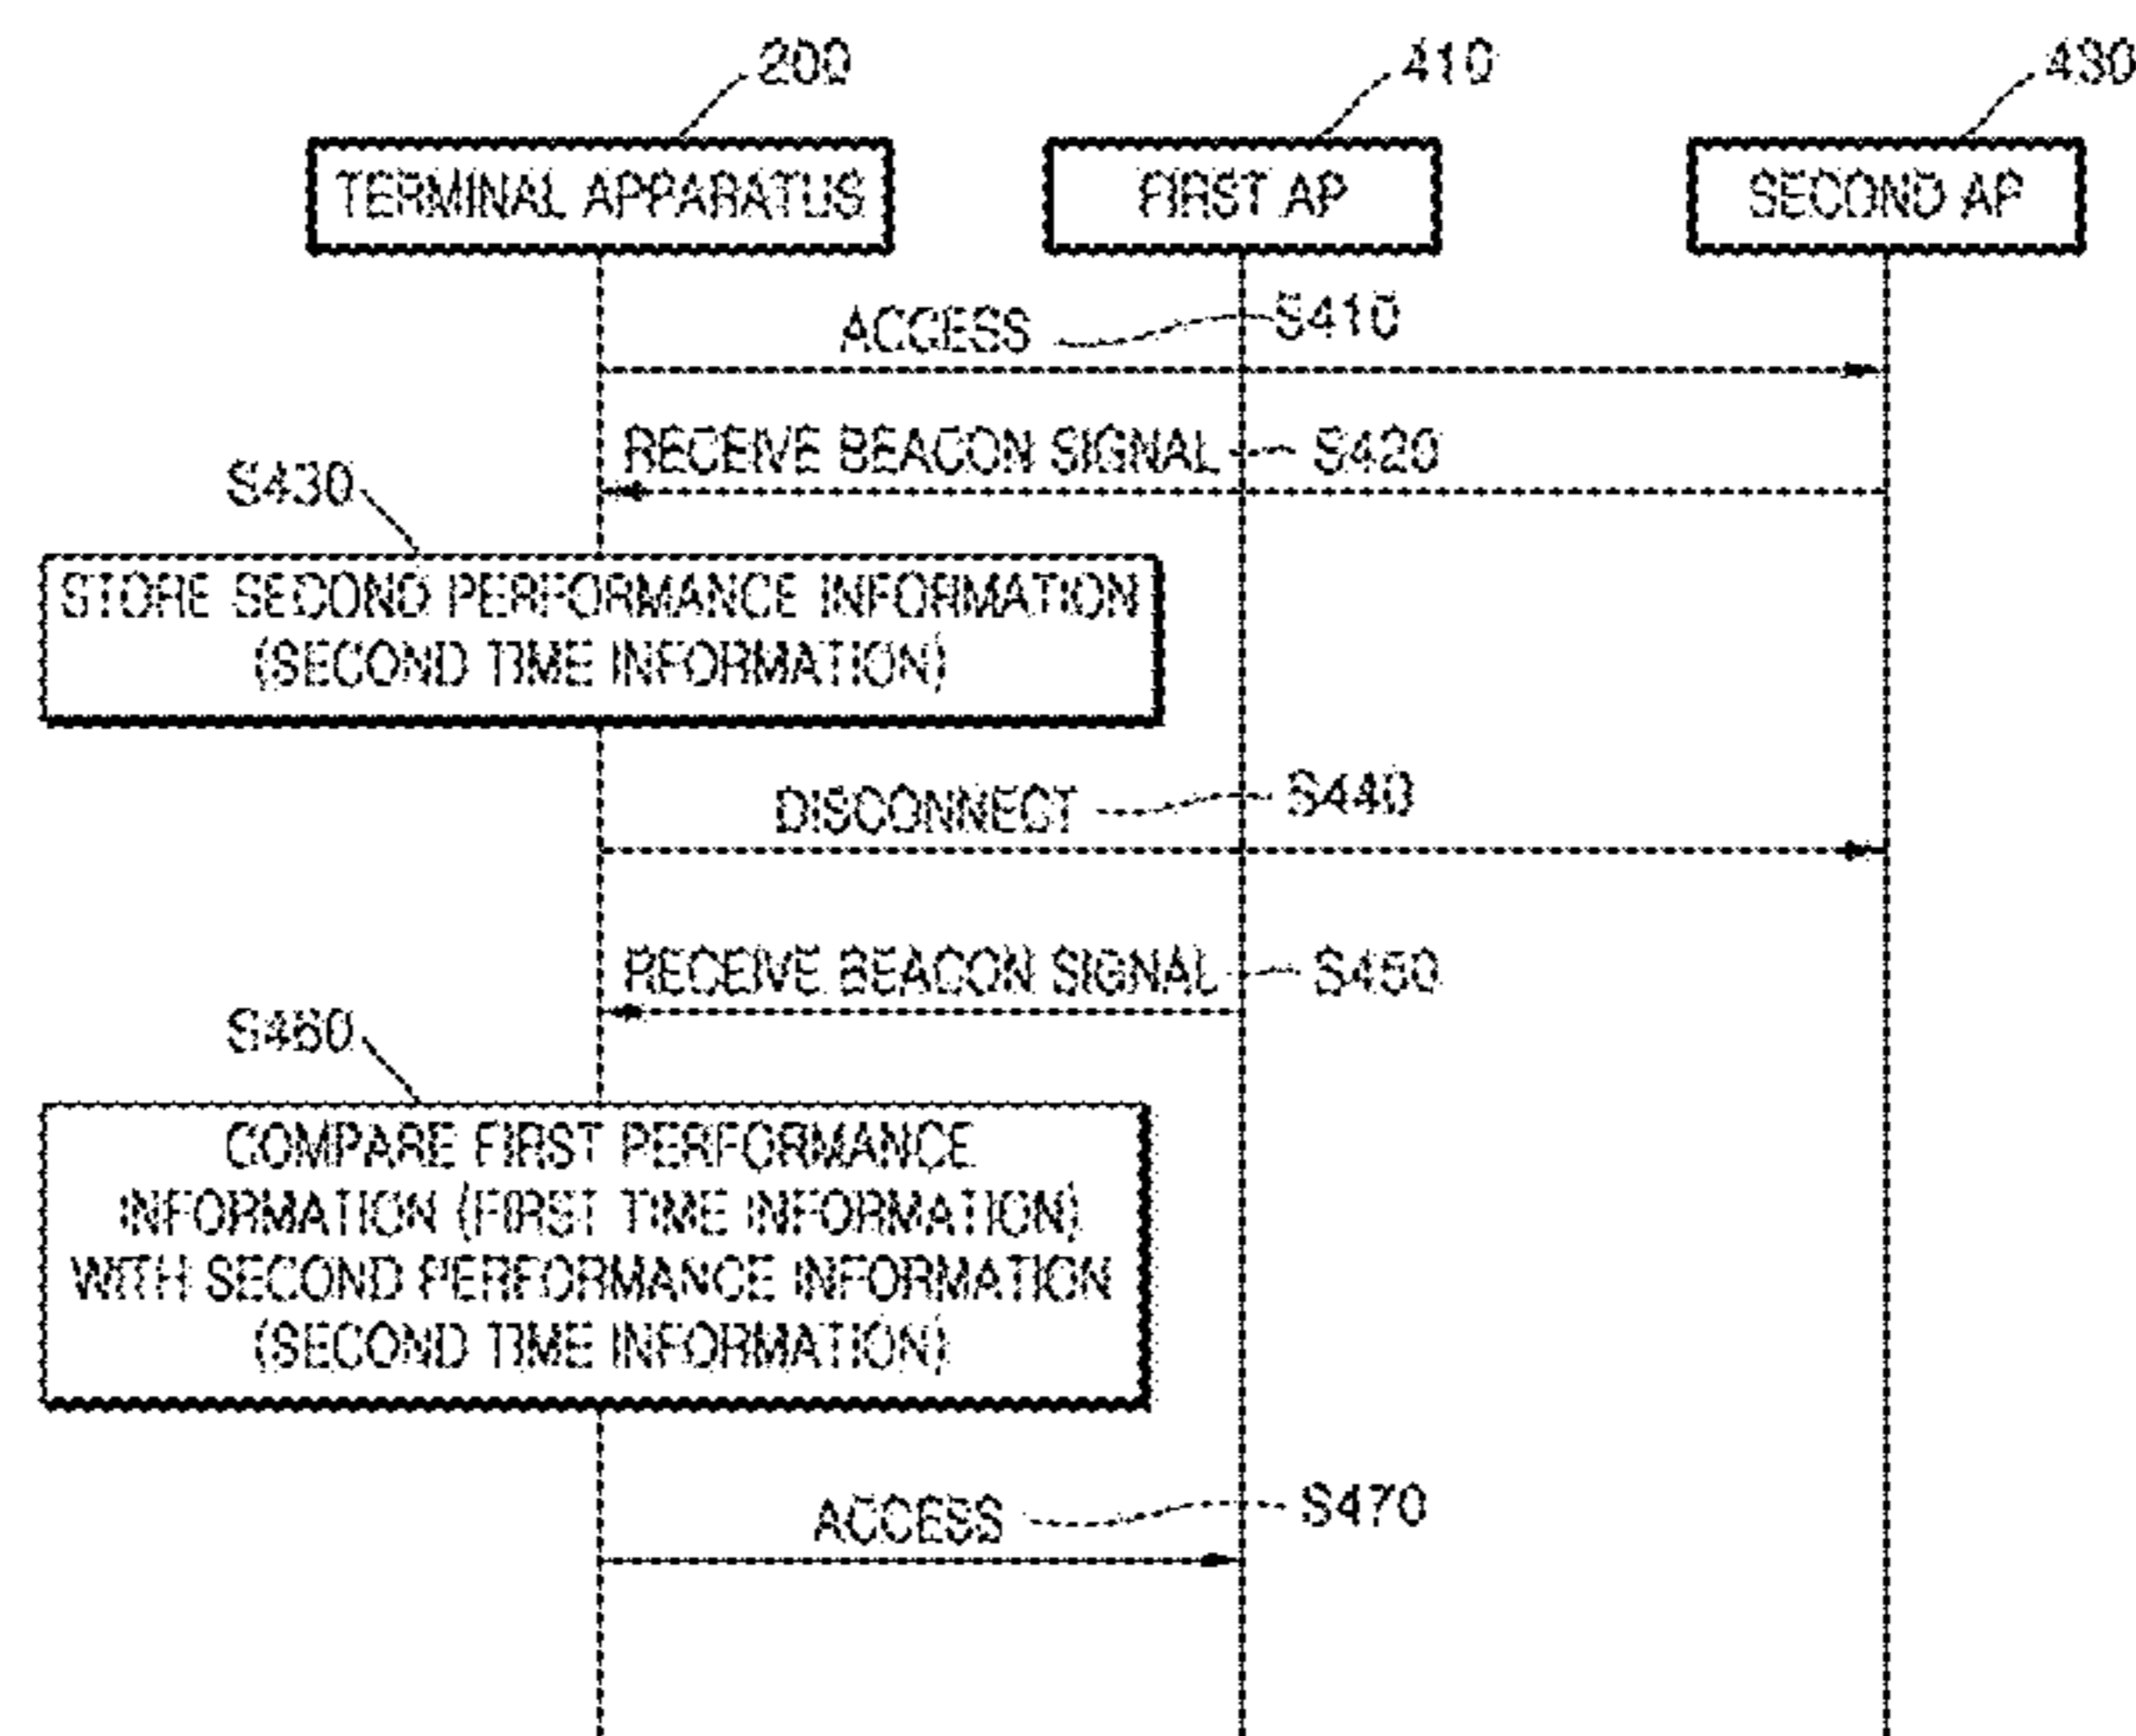 200
410
430
TERMINAL APPARATUS
FIRST AP
SECOND AP
ACCESS
S410
RECEIVE BEACON SIGNAL
S420
S430
STORE SECOND PERFORMANCE INFORMATION
(SECOND TIME INFORMATION)
DISCONNECT
S440
RECEIVE BEACON SIGNAL
S450
S460
COMPARE FIRST PERFORMANCE
INFORMATION (FIRST TIME INFORMATION)
WITH SECOND PERFORMANCE INFORMATION
(SECOND TIME INFORMATION)
ACCESS
S470